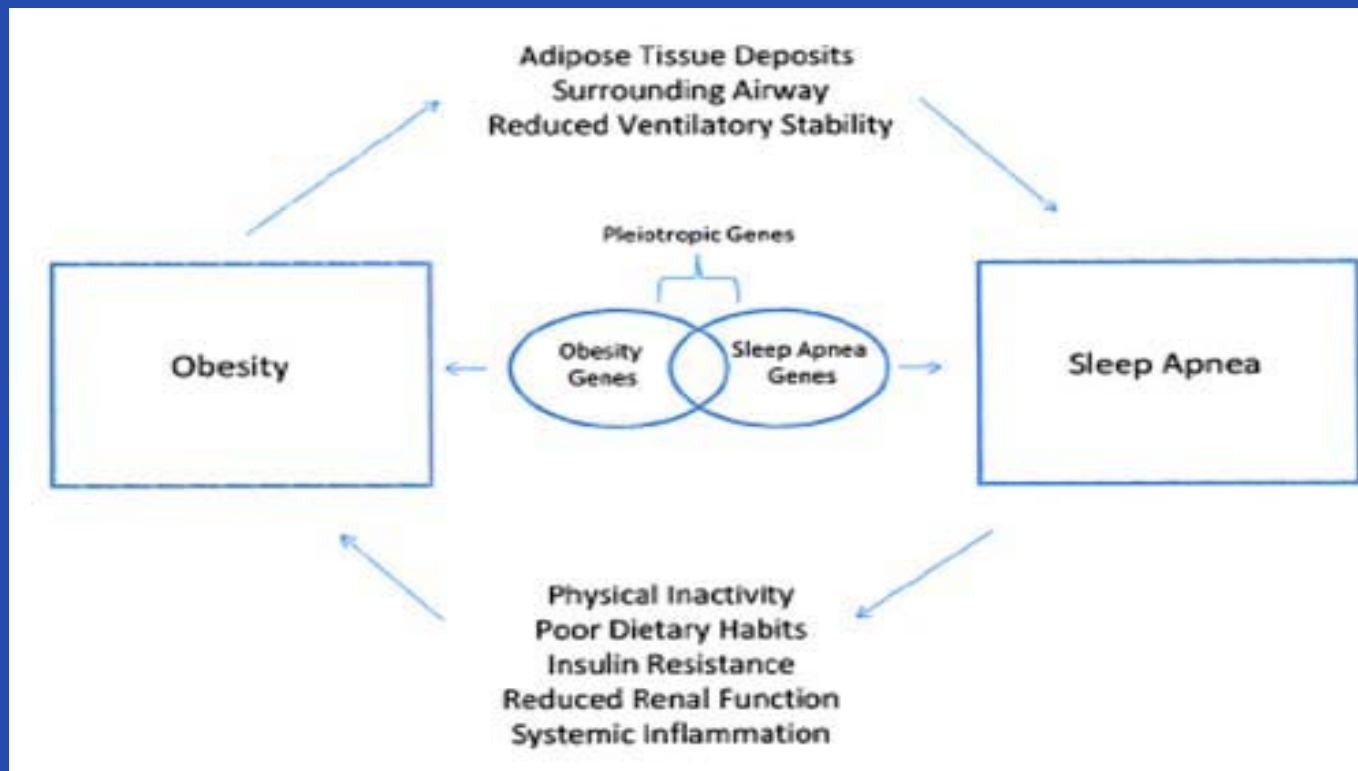 Adipose Tissue Deposits
Surrounding Airway
Reduced Ventilatory Stability
Pleiotropic Genes
Obesity
Obesity
Genes
Sleep Apnea
Genes
Sleep Apnea
Physical Inactivity
Poor Dietary Habits
Insulin Resistance
Reduced Renal Function
Systemic Inflammation